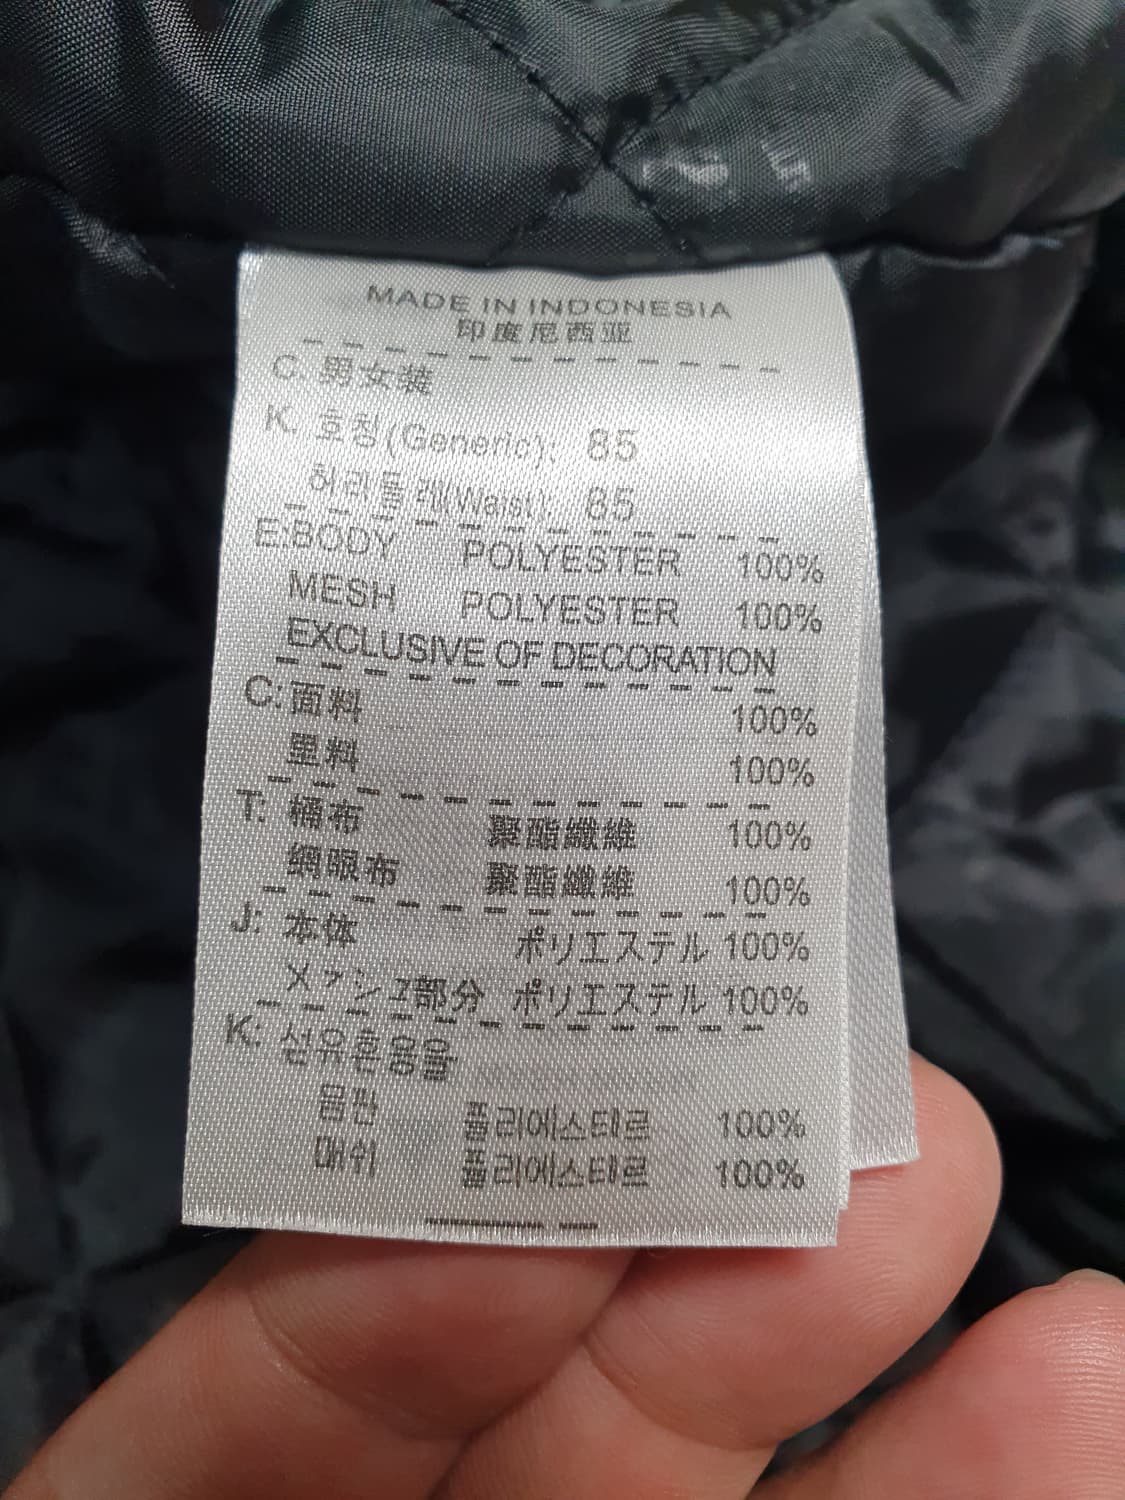 MADE IN INDONESIA
印度尼西亚
C. 男女装
K. 호칭(Generic): 85
허리둘레(Waist): 85
E:BODY POLYESTER 100%
MESH POLYESTER 100%
EXCLUSIVE OF DECORATION
C: 面料 100%
里料 100%
T: 桶布 聚酯纖維 100%
網眼布 聚酯纖維 100%
J: 本体 ポリエステル 100%
メァシユ部分 ポリエステル 100%
K: 섬유혼용율
몸판 폴리에스테르 100%
매쉬 폴리에스테르 100%